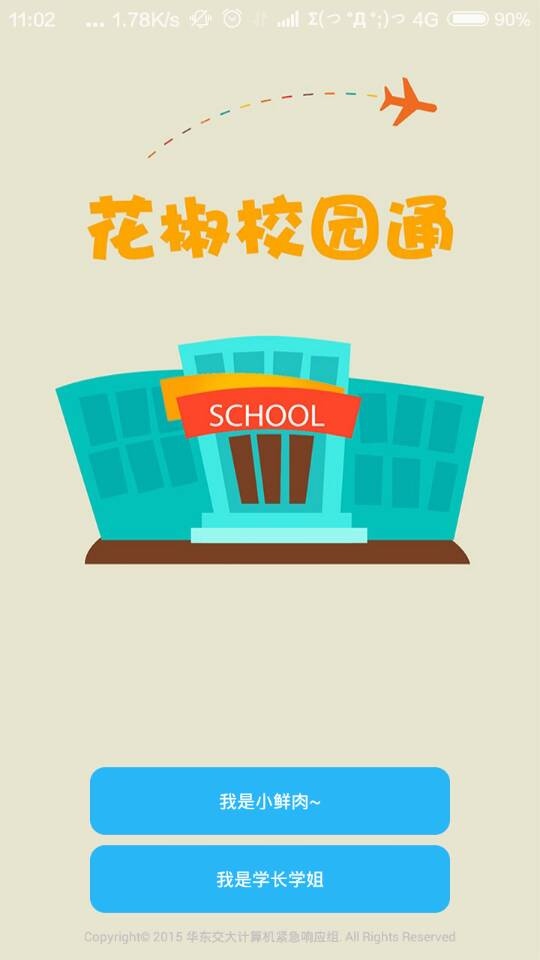 11:02 ... 1.78K/s Σ(っ °Д °;)っ 4G 90%
花椒校园通
SCHOOL
我是小鲜肉~
我是学长学姐
Copyright© 2015 华东交大计算机紧急响应组. All Rights Reserved